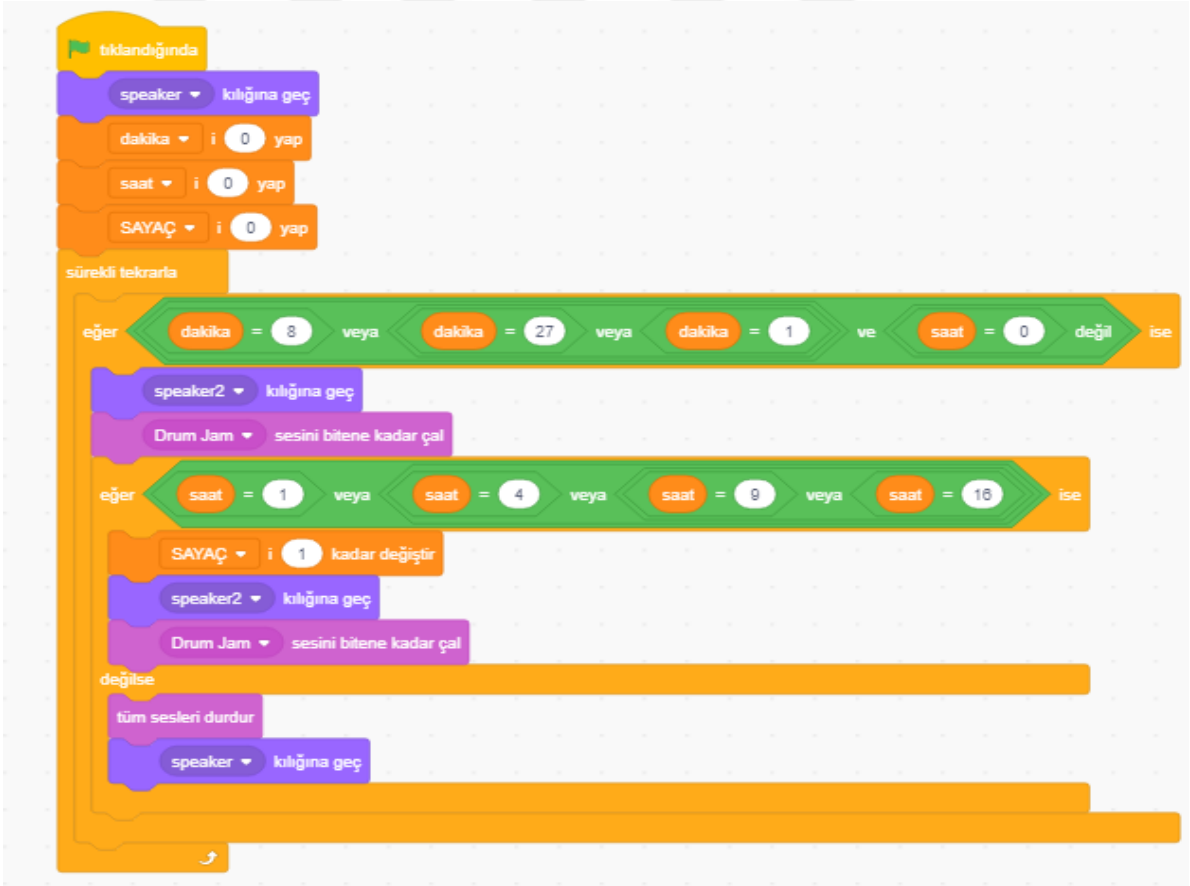 tıklandığında
speaker kılığına geç
dakika i 0 yap
saat i 0 yap
SAYAÇ i 0 yap
sürekli tekrarla
eğer dakika = 8 veya dakika = 27 veya dakika = 1 ve saat = 0 değil ise
speaker2 kılığına geç
Drum Jam sesini bitene kadar çal
eğer saat = 1 veya saat = 4 veya saat = 9 veya saat = 16 ise
SAYAÇ i 1 kadar değiştir
speaker2 kılığına geç
Drum Jam sesini bitene kadar çal
değilse
tüm sesleri durdur
speaker kılığına geç